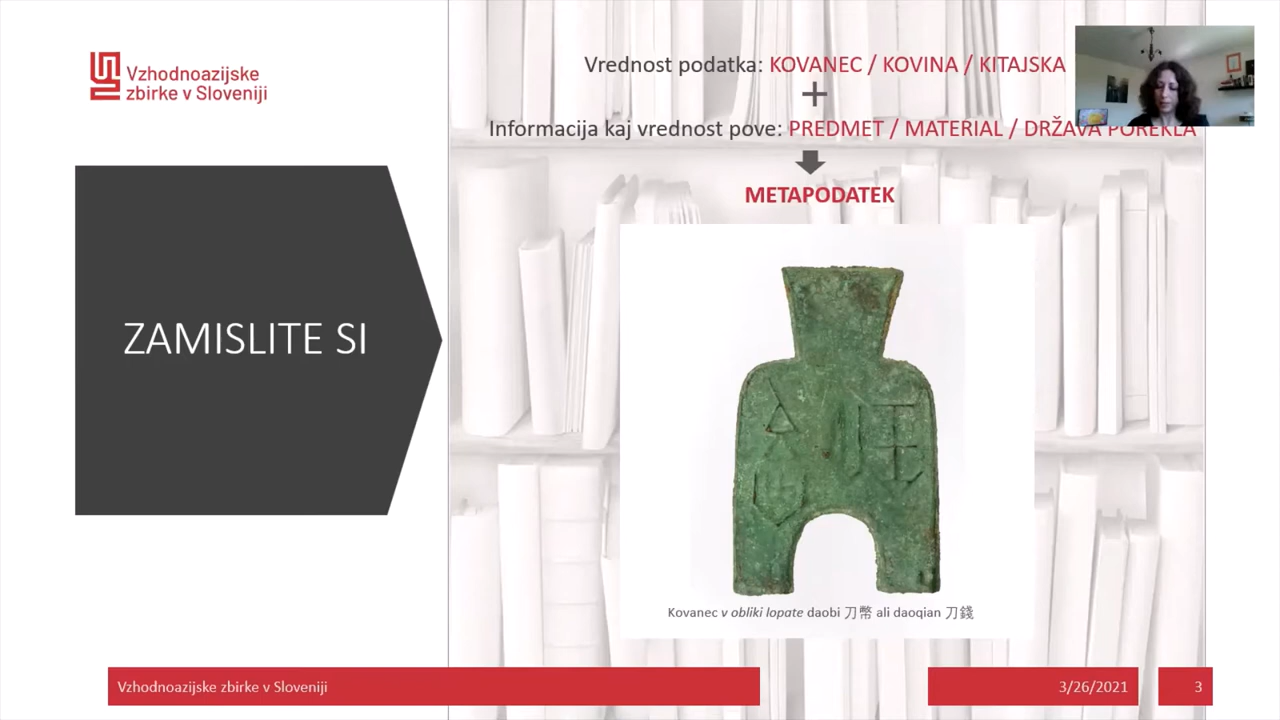 Vzhodnoazijske
zbirke v Sloveniji
ZAMISLITE SI
Vrednost podatka: KOVANEC / KOVINA / KITAJSKA
+
Informacija kaj vrednost pove: PREDMET / MATERIAL / DRŽAVA POREKLA
METAPODATEK
Kovanec v obliki lopate daobi 刀幣 ali daoqian 刀錢
Vzhodnoazijske zbirke v Sloveniji
3/26/2021
3